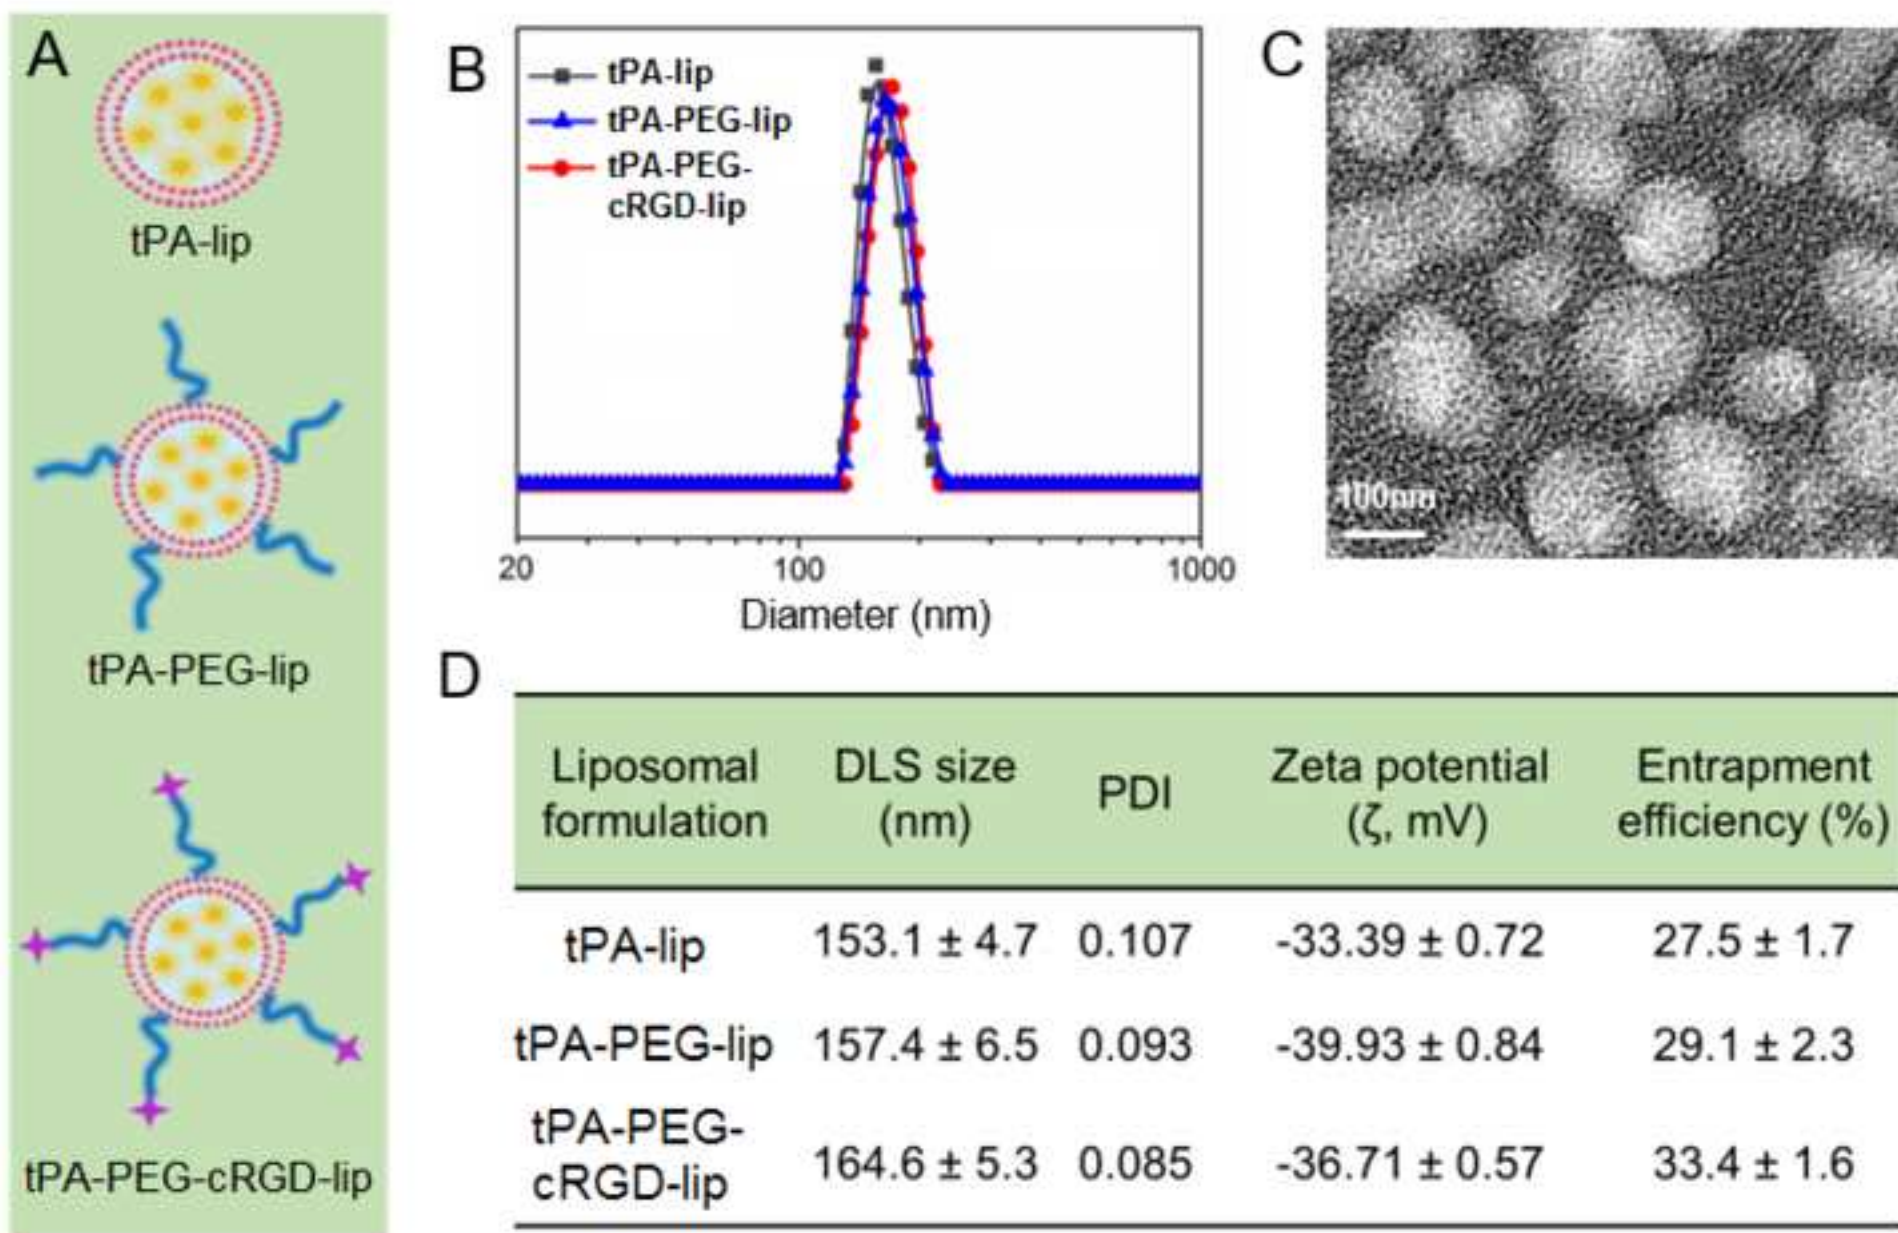 A
tPA-lip
tPA-PEG-lip
tPA-PEG-cRGD-lip
B
tPA-lip
tPA-PEG-lip
tPA-PEG-
cRGD-lip
20 100 1000
Diameter (nm)
C
100nm
D
Liposomal formulation DLS size (nm) PDI Zeta potential (ζ, mV) Entrapment efficiency (%)
tPA-lip 153.1 ± 4.7 0.107 -33.39 ± 0.72 27.5 ± 1.7
tPA-PEG-lip 157.4 ± 6.5 0.093 -39.93 ± 0.84 29.1 ± 2.3
tPA-PEG-
cRGD-lip 164.6 ± 5.3 0.085 -36.71 ± 0.57 33.4 ± 1.6